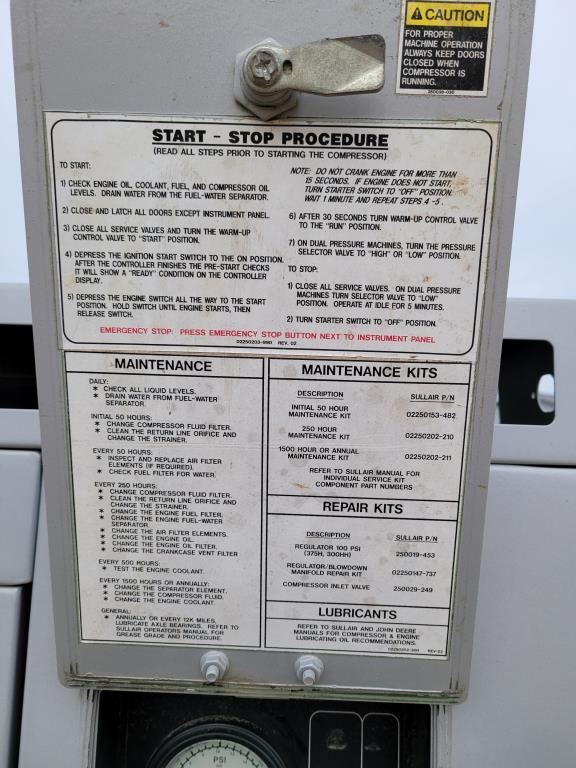 CAUTION
FOR PROPER
MACHINE OPERATION
ALWAYS KEEP DOORS
CLOSED WHEN
COMPRESSOR IS
RUNNING.
START - STOP PROCEDURE
(READ ALL STEPS PRIOR TO STARTING THE COMPRESSOR)
TO START:
1) CHECK ENGINE OIL, COOLANT, FUEL, AND COMPRESSOR OIL
LEVELS. DRAIN WATER FROM THE FUEL-WATER SEPARATOR.
2) CLOSE AND LATCH ALL DOORS EXCEPT INSTRUMENT PANEL.
3) CLOSE ALL SERVICE VALVES AND TURN THE WARM-UP
CONTROL VALVE TO "START" POSITION.
4) DEPRESS THE IGNITION START SWITCH TO THE ON POSITION.
AFTER THE CONTROLLER FINISHES THE PRE-START CHECKS
IT WILL SHOW A "READY" CONDITION ON THE CONTROLLER
DISPLAY.
5) DEPRESS THE ENGINE SWITCH ALL THE WAY TO THE START
POSITION. HOLD SWITCH UNTIL ENGINE STARTS, THEN
RELEASE SWITCH.
NOTE: DO NOT CRANK ENGINE FOR MORE THAN
15 SECONDS. IF ENGINE DOES NOT START,
TURN STARTER SWITCH TO "OFF" POSITION.
WAIT 1 MINUTE AND REPEAT STEPS 4 -5 .
6) AFTER 30 SECONDS TURN WARM-UP CONTROL VALVE
TO THE "RUN" POSITION.
7) ON DUAL PRESSURE MACHINES, TURN THE PRESSURE
SELECTOR VALVE TO "HIGH" OR "LOW" POSITION.
TO STOP:
1) CLOSE ALL SERVICE VALVES. ON DUAL PRESSURE
MACHINES TURN SELECTOR VALVE TO "LOW"
POSITION. OPERATE AT IDLE FOR 5 MINUTES.
2) TURN STARTER SWITCH TO "OFF" POSITION.
EMERGENCY STOP: PRESS EMERGENCY STOP BUTTON NEXT TO INSTRUMENT PANEL
REV. 02
MAINTENANCE
DAILY:
* CHECK ALL LIQUID LEVELS.
* DRAIN WATER FROM FUEL-WATER
SEPARATOR.
INITIAL 50 HOURS:
* CHANGE COMPRESSOR FLUID FILTER.
* CLEAN THE RETURN LINE ORIFICE AND
CHANGE THE STRAINER.
EVERY 50 HOURS:
* INSPECT AND REPLACE AIR FILTER
ELEMENTS (IF REQUIRED).
* CHECK FUEL FILTER FOR WATER.
EVERY 250 HOURS:
* CHANGE COMPRESSOR FLUID FILTER.
* CLEAN THE RETURN LINE ORIFICE AND
CHANGE THE STRAINER.
* CHANGE THE ENGINE FUEL FILTER.
* CHANGE THE ENGINE FUEL-WATER
SEPARATOR.
* CHANGE THE AIR FILTER ELEMENTS.
* CHANGE THE ENGINE OIL.
* CHANGE THE ENGINE OIL FILTER.
* CHANGE THE CRANKCASE VENT FILTER
EVERY 500 HOURS:
* TEST THE ENGINE COOLANT.
EVERY 1500 HOURS OR ANNUALLY:
* CHANGE THE SEPARATOR ELEMENT.
* CHANGE THE COMPRESSOR FLUID.
* CHANGE THE ENGINE COOLANT.
GENERAL:
* ANNUALLY OR EVERY 12K MILES.
LUBRICATE AXLE BEARINGS. REFER TO
SULLAIR OPERATORS MANUAL FOR
GREASE GRADE AND PROCEDURE.
MAINTENANCE KITS
DESCRIPTION SULLAIR P/N
INITIAL 50 HOUR
MAINTENANCE KIT 02250153-482
250 HOUR
MAINTENANCE KIT 02250202-210
1500 HOUR OR ANNUAL
MAINTENANCE KIT 02250202-211
REFER TO SULLAIR MANUAL FOR
INDIVIDUAL SERVICE KIT
COMPONENT PART NUMBERS
REPAIR KITS
DESCRIPTION SULLAIR P/N
REGULATOR 100 PSI 250019-453
(375H, 300HH)
REGULATOR/BLOWDOWN
MANIFOLD REPAIR KIT 02250147-737
COMPRESSOR INLET VALVE 250029-249
LUBRICANTS
REFER TO SULLAIR AND JOHN DEERE
MANUALS FOR COMPRESSOR & ENGINE
LUBRICATING OIL RECOMMENDATIONS.
REV 02
PSI